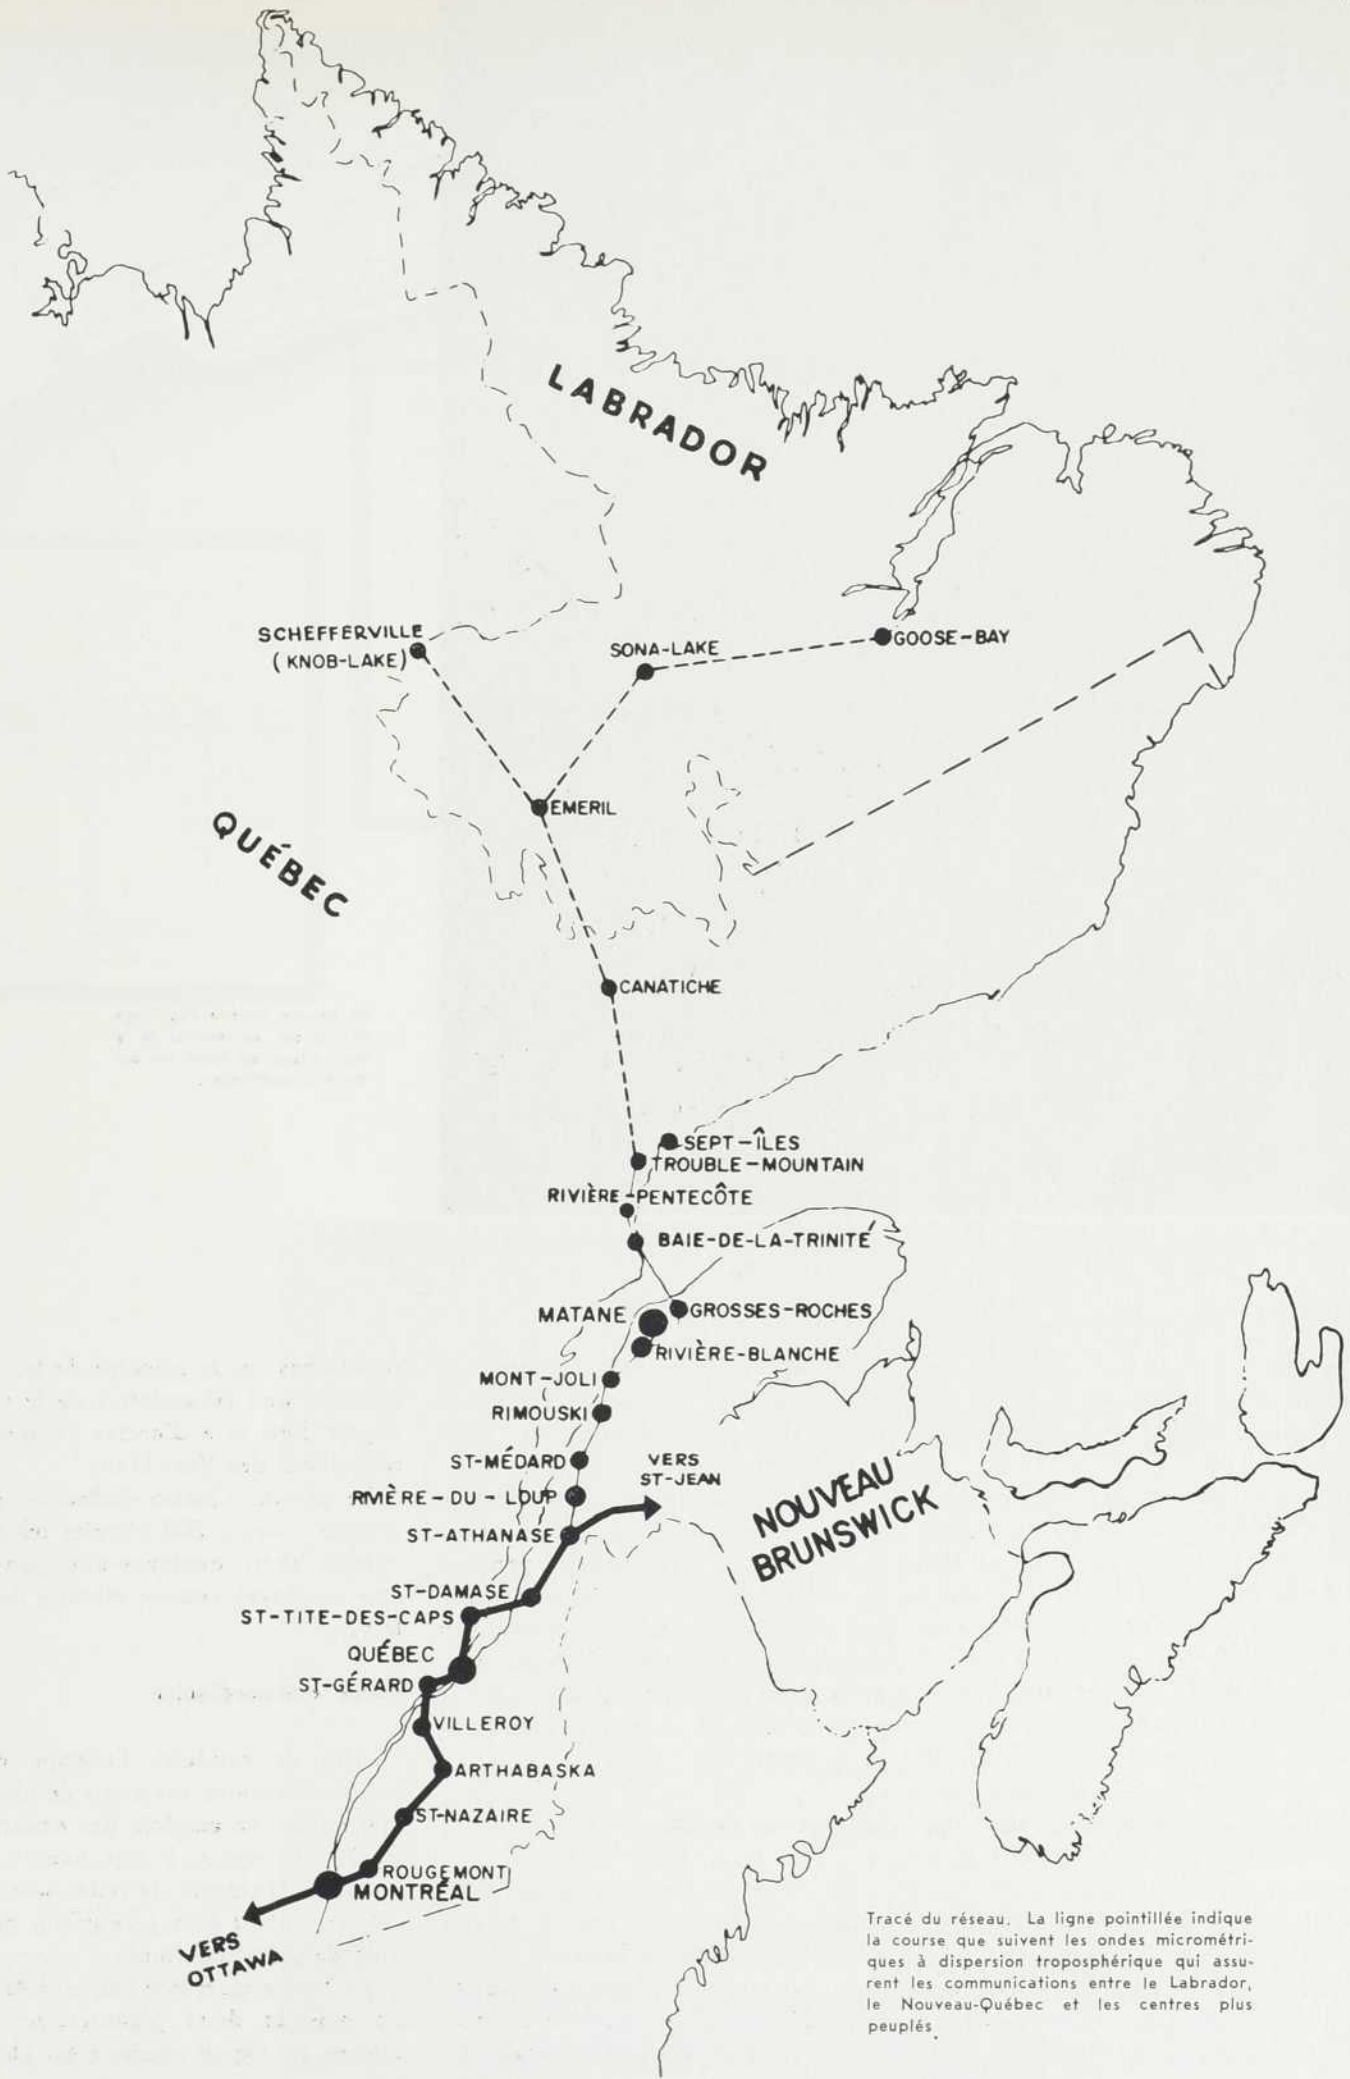 LABRADOR
SCHEFFERVILLE
(KNOB-LAKE)
SONA-LAKE
GOOSE-BAY
EMERIL
QUÉBEC
CANATICHE
SEPT-ÎLES
TROUBLE-MOUNTAIN
RIVIÈRE-PENTECÔTE
BAIE-DE-LA-TRINITÉ
MATANE
GROSSES-ROCHES
RIVIÈRE-BLANCHE
MONT-JOLI
RIMOUSKI
ST-MÉDARD
VERS
ST-JEAN
RIVIÈRE-DU-LOUP
NOUVEAU
BRUNSWICK
ST-ATHANASE
ST-DAMASE
ST-TITE-DES-CAPS
QUÉBEC
ST-GÉRARD
VILLEROY
ARTHABASKA
ST-NAZAIRE
ROUGEMONT
MONTRÉAL
VERS
OTTAWA
Tracé du réseau. La ligne pointillée indique
la course que suivent les ondes micrométri-
ques à dispersion troposphérique qui assu-
rent les communications entre le Labrador,
le Nouveau-Québec et les centres plus
peuplés.